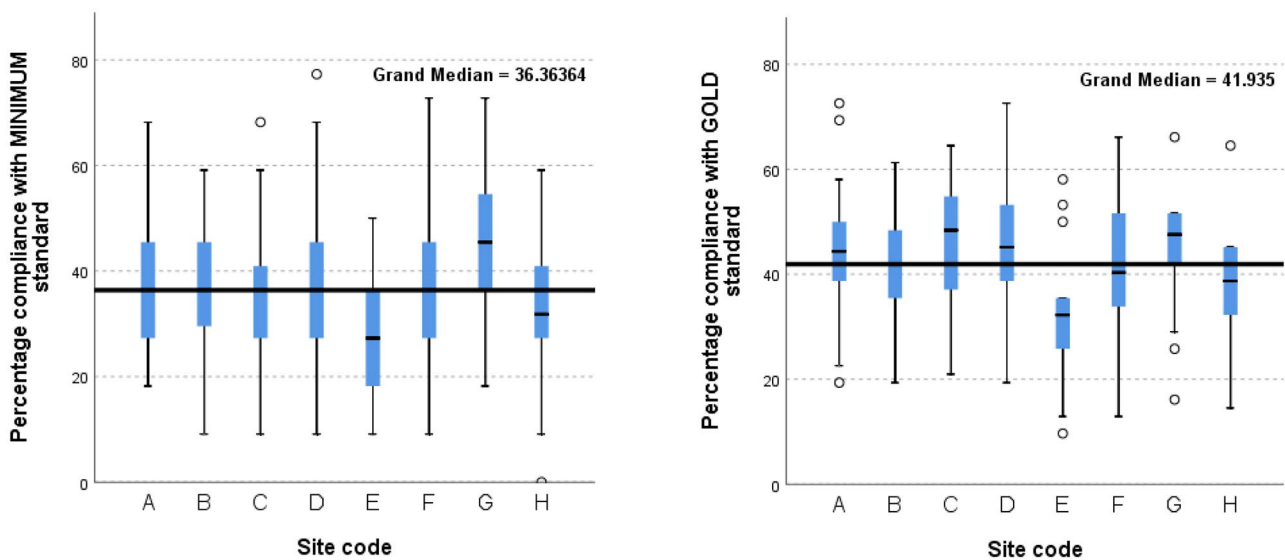 Percentage compliance with MINIMUM
standard
80
60
40
20
0
Grand Median = 36.36364
A B C D E F G H
Site code
Percentage compliance with GOLD
standard
80
60
40
20
0
Grand Median = 41.935
A B C D E F G H
Site code